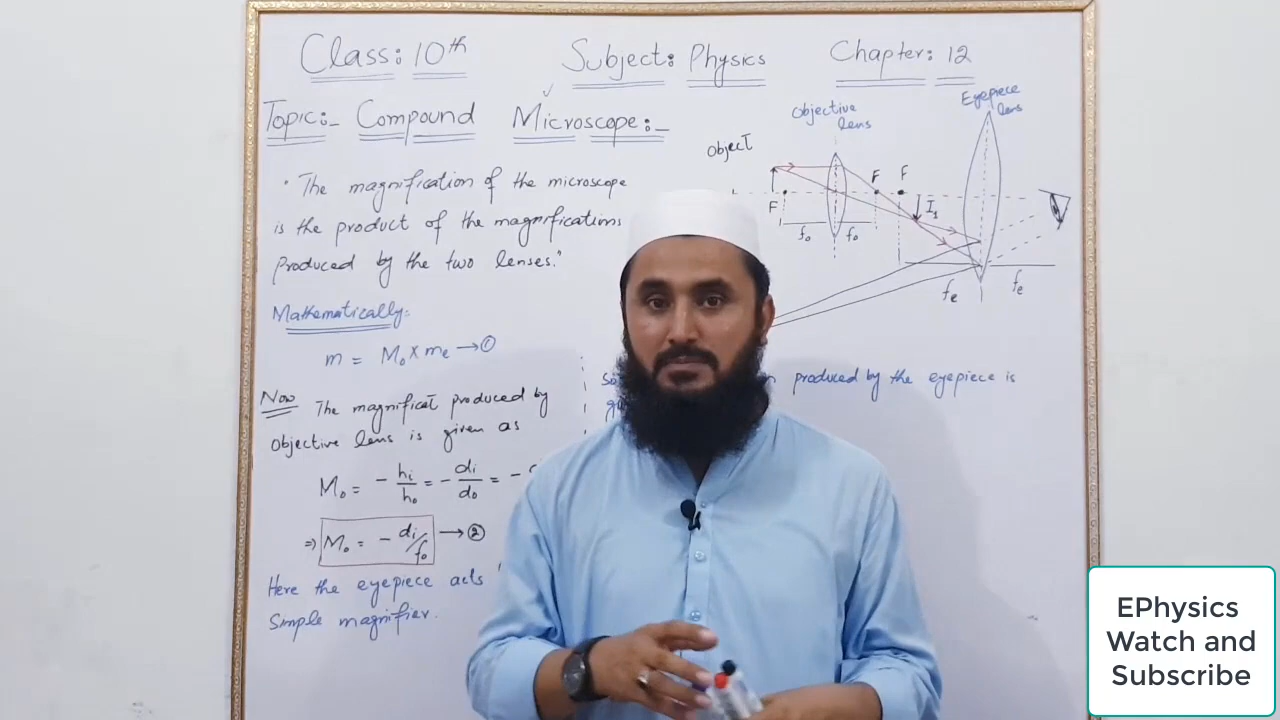 Class: 10th Subject: Physics Chapter: 12
Topic:- Compound Microscope:-
"The magnification of the microscope
is the product of the magnifications
produced by the two lenses."
Mathematically:
m = Mo x me → ①
Now The magnificat produced by
objective lens is given as
Mo = - hi/ho = - di/do = -
⇒ Mo = - di/fo → ②
Here the eyepiece acts
Simple magnifier.
Objective
lens
Eyepiece
lens
object
F F F
I1
fo fo
fe fe
produced by the eyepiece is
EPhysics
Watch and
Subscribe